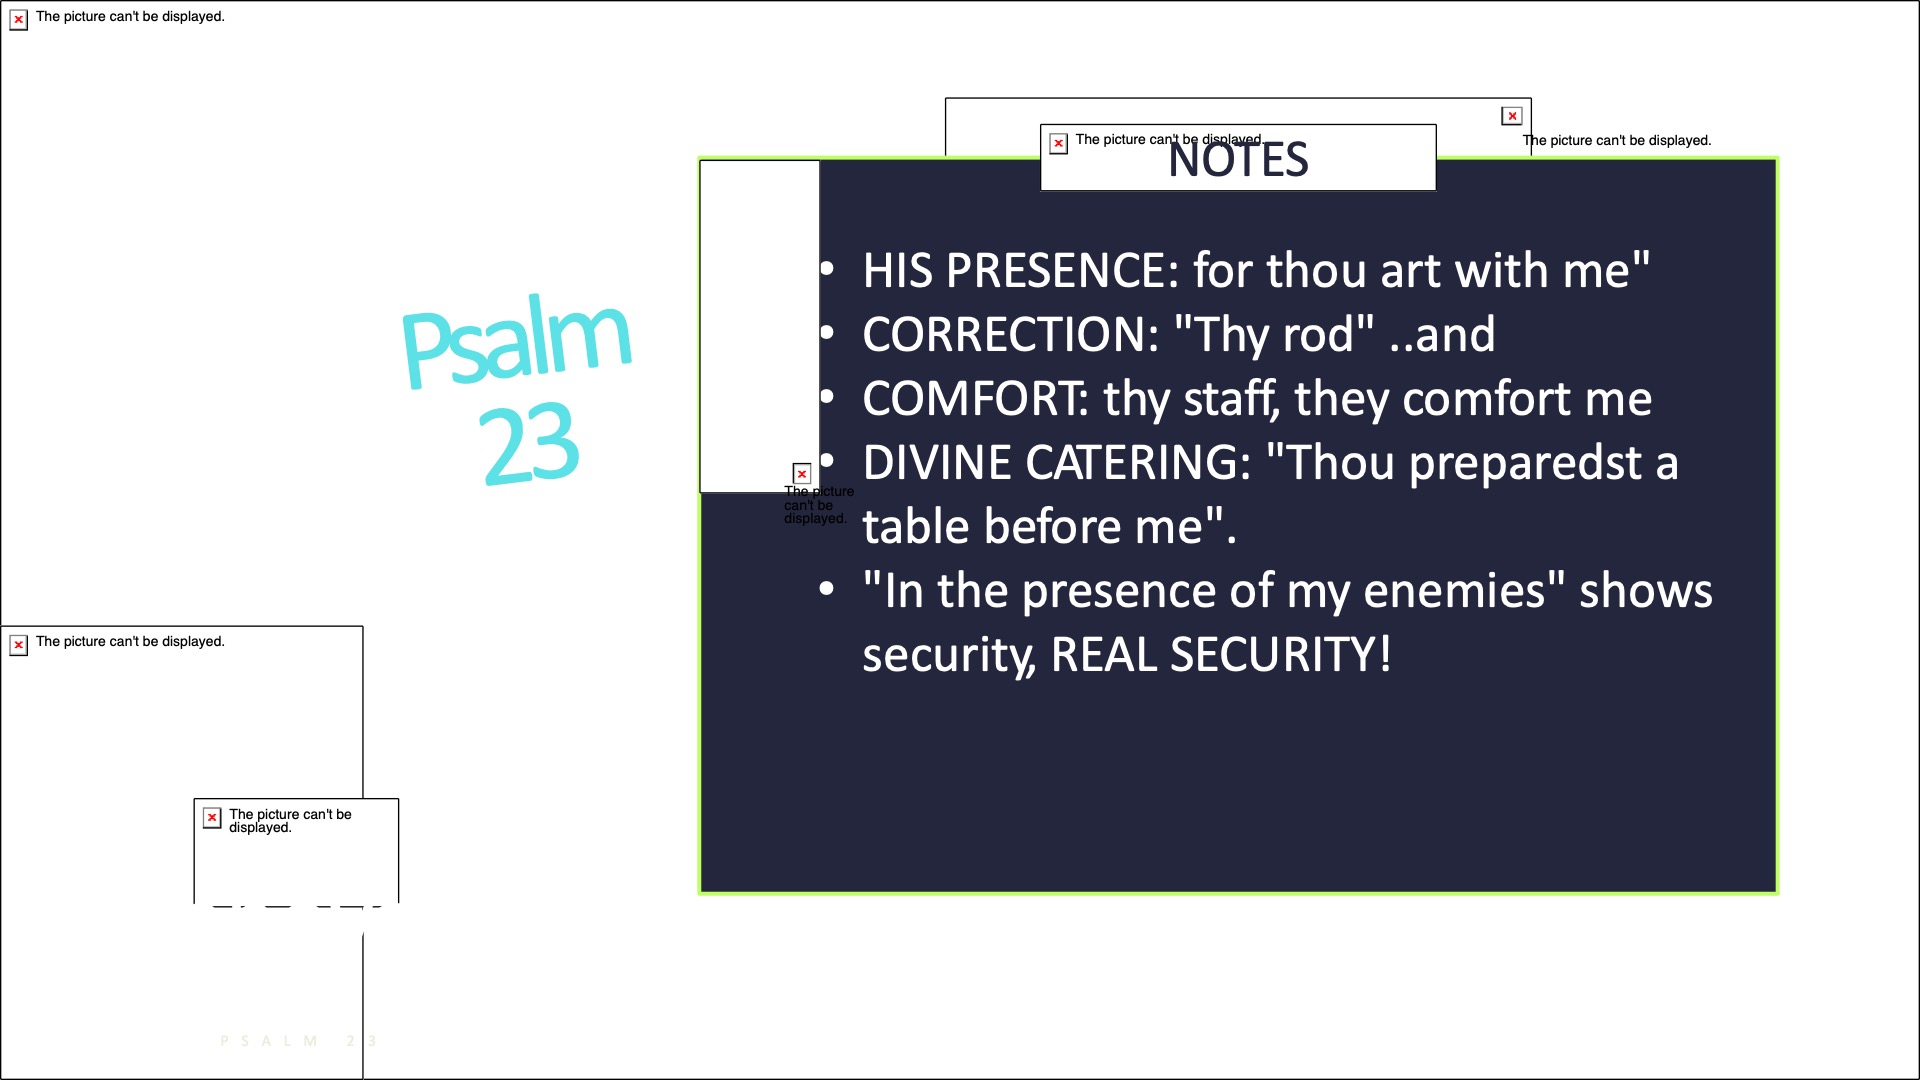 The picture can't be displayed.
The picture can't be displayed.
The picture can't be displayed.
NOTES
Psalm
23
• HIS PRESENCE: for thou art with me"
• CORRECTION: "Thy rod" ..and
• COMFORT: thy staff, they comfort me
• DIVINE CATERING: "Thou preparedst a
table before me".
• "In the presence of my enemies" shows
security, REAL SECURITY!
The picture
can't be
displayed.
The picture can't be displayed.
The picture can't be
displayed.
PSALM 23